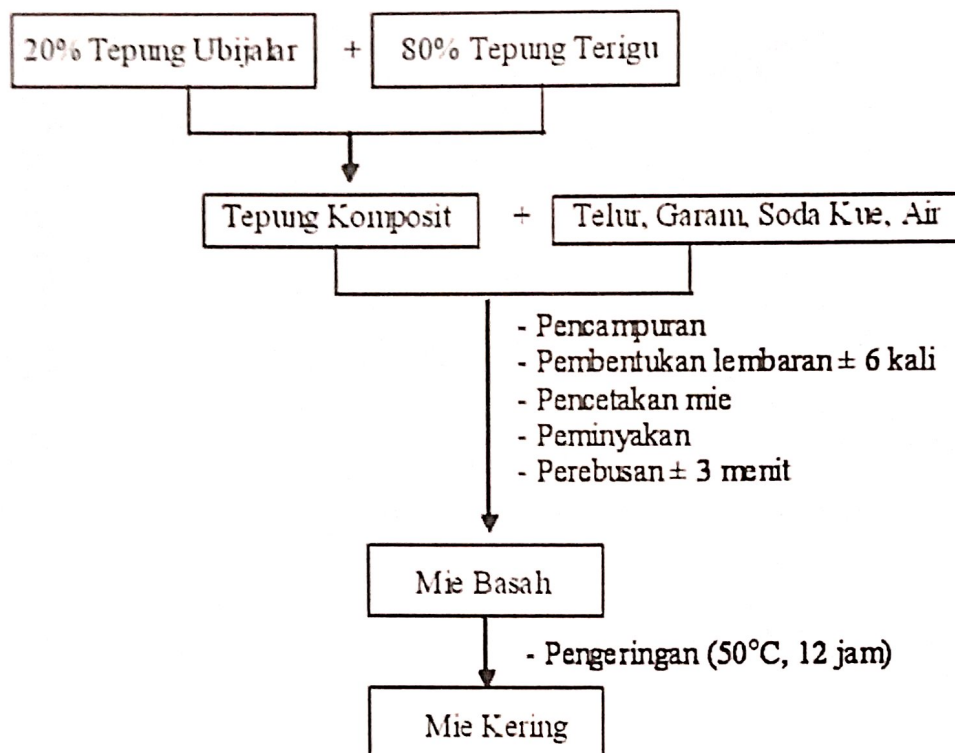 20% Tepung Ubijalar + 80% Tepung Terigu
Tepung Komposit + Telur, Garam, Soda Kue, Air
- Pencampuran
- Pembentukan lembaran ± 6 kali
- Pencetakan mie
- Peminyakan
- Perebusan ± 3 menit
Mie Basah
- Pengeringan (50°C, 12 jam)
Mie Kering